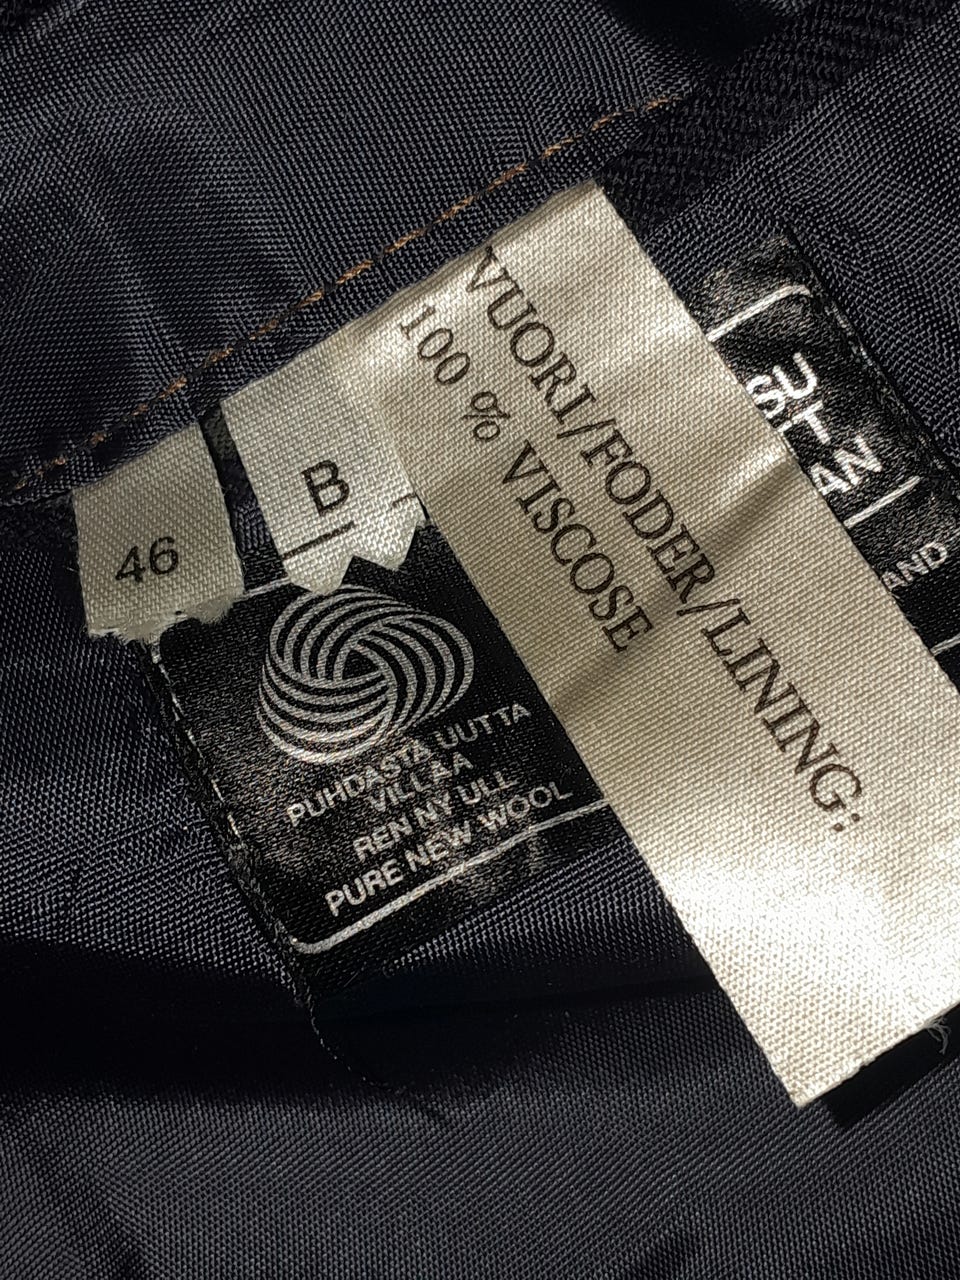 46
B
VUORI/FODER/LINING:
100 % VISCOSE
PUHDASTA UUTTA
VILLAA
REN NY ULL
PURE NEW WOOL